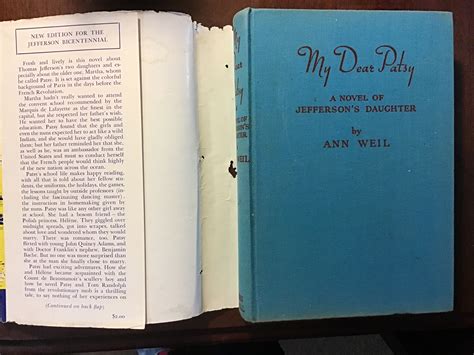 NEW EDITION FOR THE
JEFFERSON BICENTENNIAL
Fresh and lively is this novel about
Thomas Jefferson's two daughters and es-
pecially about the older one, Martha, whom
he called Patsy. It is set against the color-
ful background of Paris in the days before
the French Revolution.
Martha hadn't really wanted to attend
the convent school recommended by the
Marquis de Lafayette as the finest in the
capital, but she respected her father's wish.
He wanted her to have the best possible
education. Patsy found that the girls and
even the most expected her to act like a wild
Indian, and she would have gladly obliged
them; but her father reminded her that she,
as well as he, was an ambassador from the
United States and must so conduct herself
that the French people would think highly
of the new nation across the ocean.
Patsy's school life makes happy reading,
with all that is told about her fellow stu-
dents, the uniforms, the holidays, the games,
the lessons taught by outside professors (in-
cluding the fascinating dancing master),
the instruction in homemaking given by
nuns. Patsy was like any other girl away
at school. She had a bosom friend—the
Polish princess, Hélène. They giggled over
midnight spreads, got into scrapes, talked
about love and wondered whom they would
marry. There was romance, too. Patsy
flirted with young John Quincy Adams, and
with Doctor Franklin's nephew, Benjamin
Bache. But no one was more surprised than
she at the man she finally chose to marry.
Patsy had exciting adventures. How she
and Hélène became acquainted with the
Comte de Beaumanoir's scullery boy and
how he saved Patsy and Tom Randolph
from the revolutionary mob is a thrilling
tale, to say nothing of her experiences on
(Continued on back flap)
$2.00
NOVEL OF
ERSON'S DAUGHTER
by
WEIL
My Dear Patsy
A NOVEL OF
JEFFERSON'S DAUGHTER
by
ANN WEIL